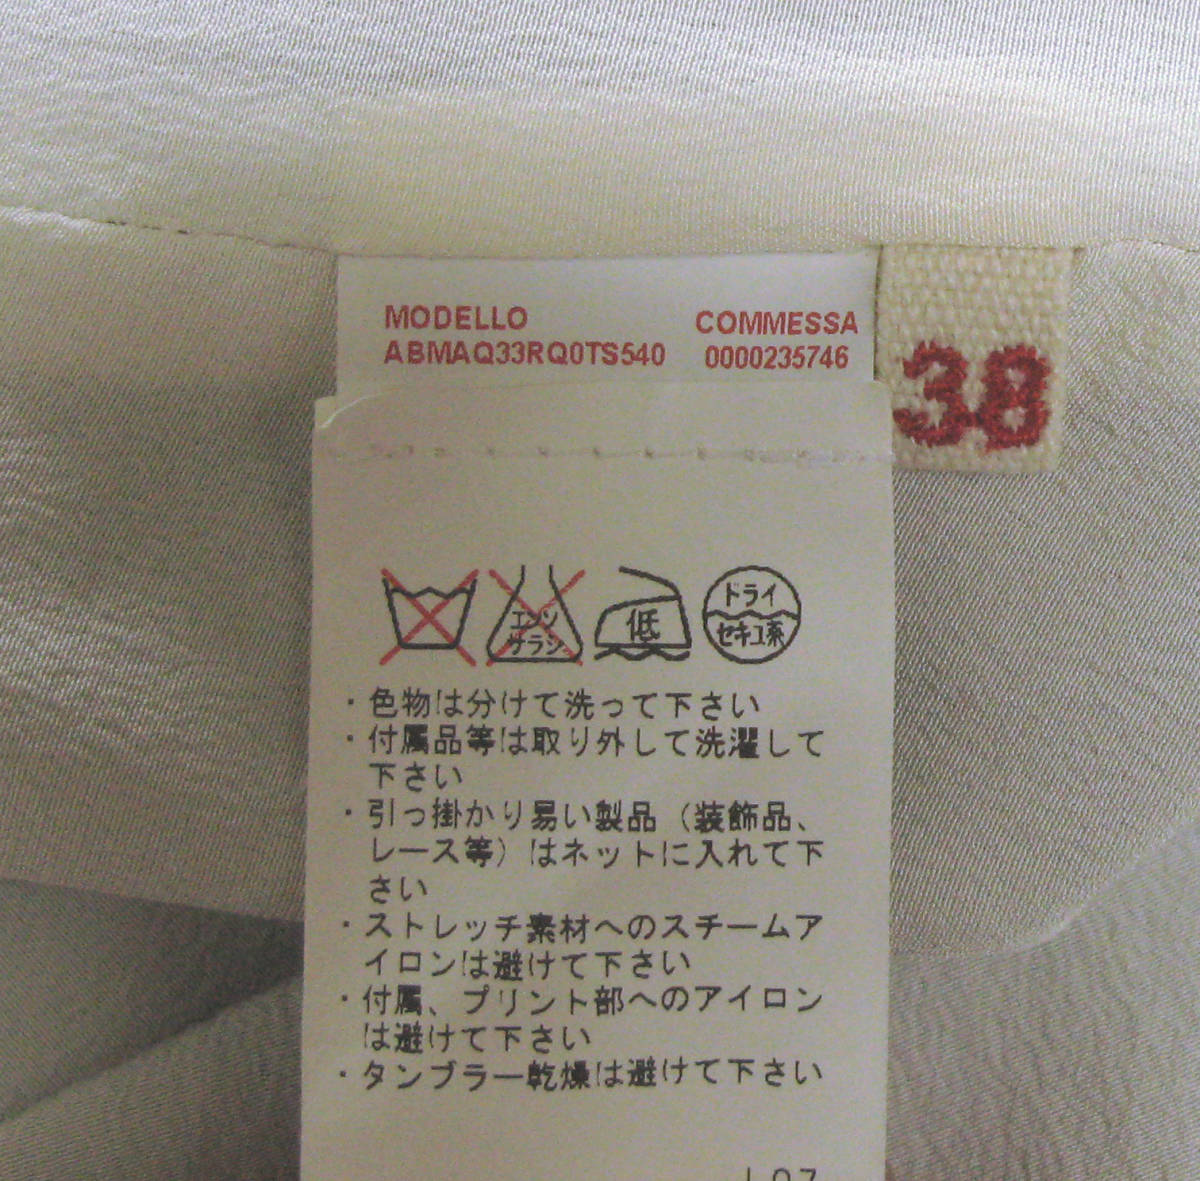 MODELLO COMMESSA
ABMAQ33RQ0TS540 0000235746
38
エンソ サラシ 低 ドライ セキユ系
・色物は分けて洗って下さい
・付属品等は取り外して洗濯して
下さい
・引っ掛かり易い製品（装飾品、
レース等）はネットに入れて下
さい
・ストレッチ素材へのスチームア
イロンは避けて下さい
・付属、プリント部へのアイロン
は避けて下さい
・タンブラー乾燥は避けて下さい